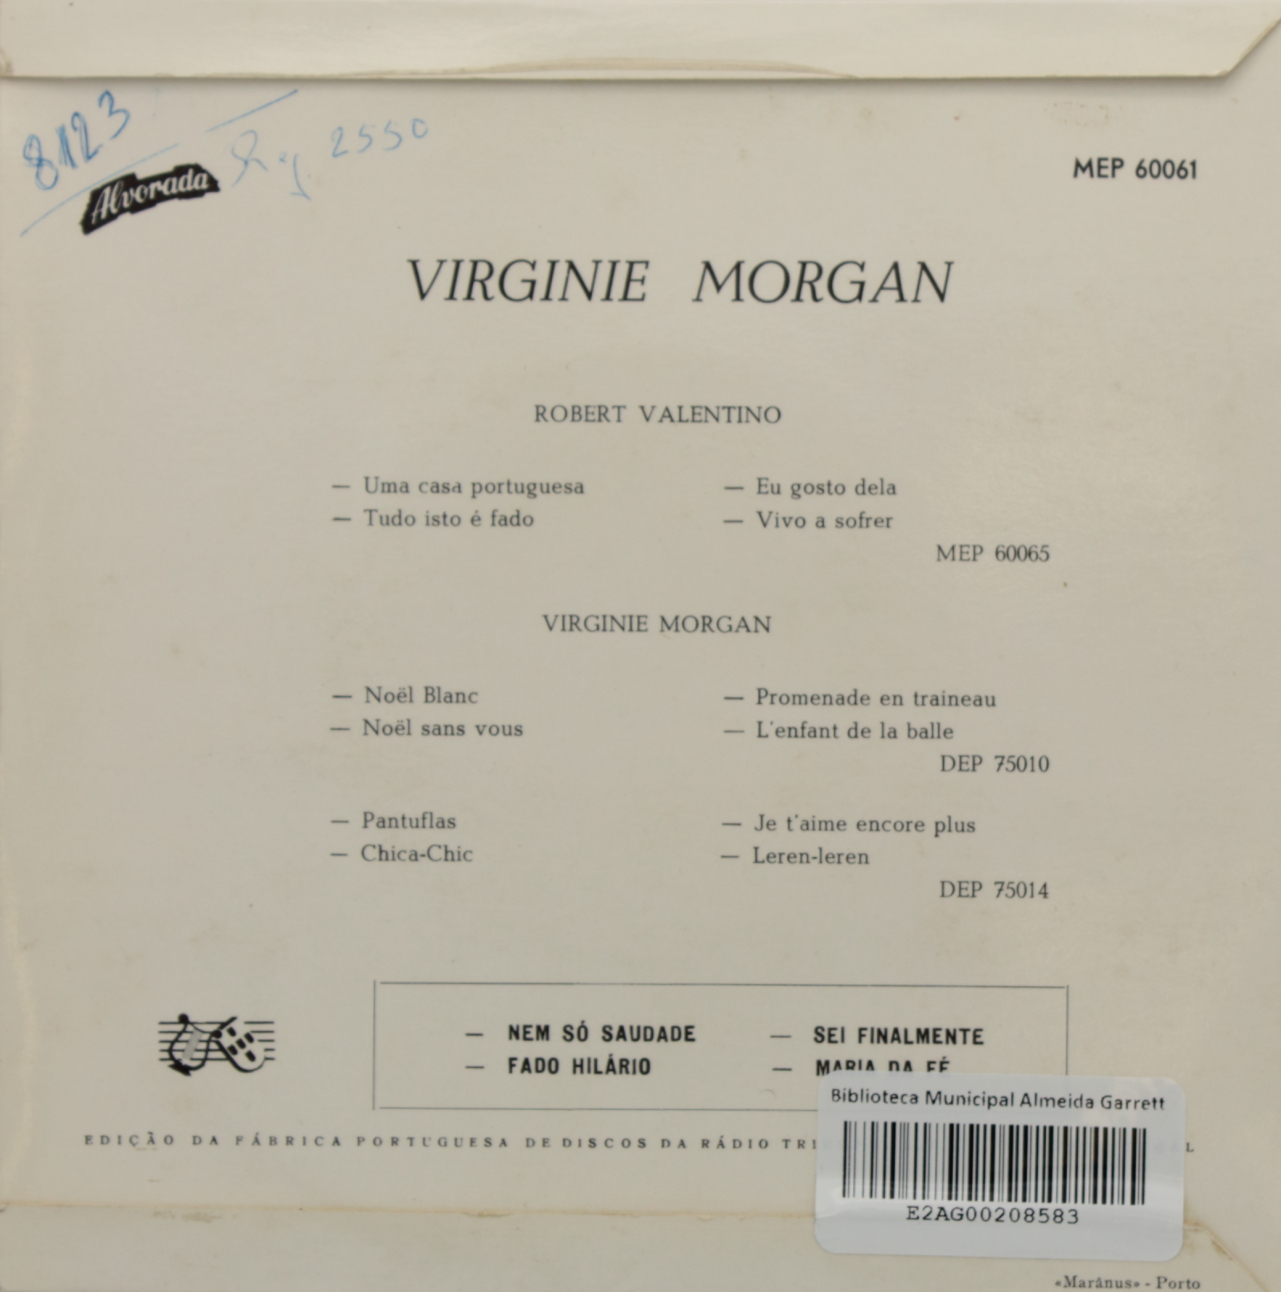 8123
2550
Alvorada
MEP 60061
VIRGINIE MORGAN
ROBERT VALENTINO
— Uma casa portuguesa — Eu gosto dela
— Tudo isto é fado — Vivo a sofrer
MEP 60065
VIRGINIE MORGAN
— Noël Blanc — Promenade en traineau
— Noël sans vous — L'enfant de la balle
DEP 75010
— Pantuflas — Je t'aime encore plus
— Chica-Chic — Leren-leren
DEP 75014
— NEM SÓ SAUDADE — SEI FINALMENTE
— FADO HILÁRIO — MARIA DA FÉ
Biblioteca Municipal Almeida Garrett
EDIÇÃO DA FÁBRICA PORTUGUESA DE DISCOS DA RÁDIO
E2AG00208583
«Marânus» - Porto